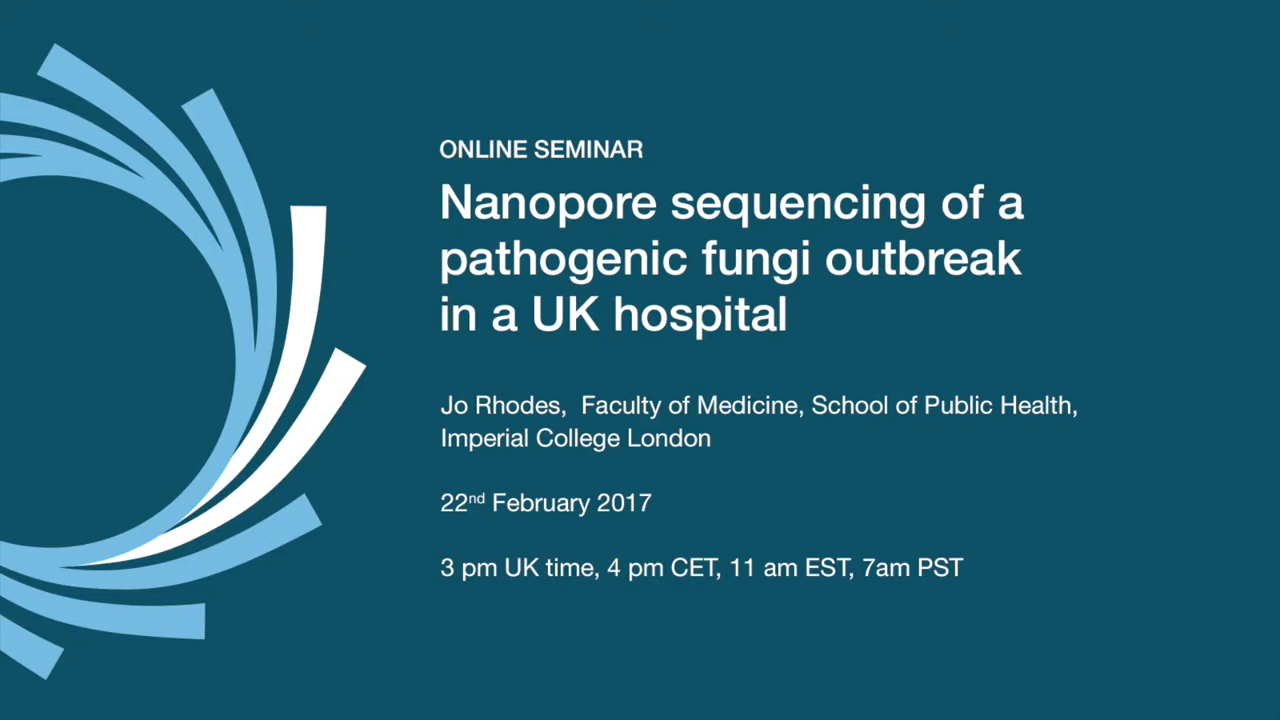 ONLINE SEMINAR
Nanopore sequencing of a
pathogenic fungi outbreak
in a UK hospital
Jo Rhodes,  Faculty of Medicine, School of Public Health,
Imperial College London
22nd February 2017
3 pm UK time, 4 pm CET, 11 am EST, 7am PST